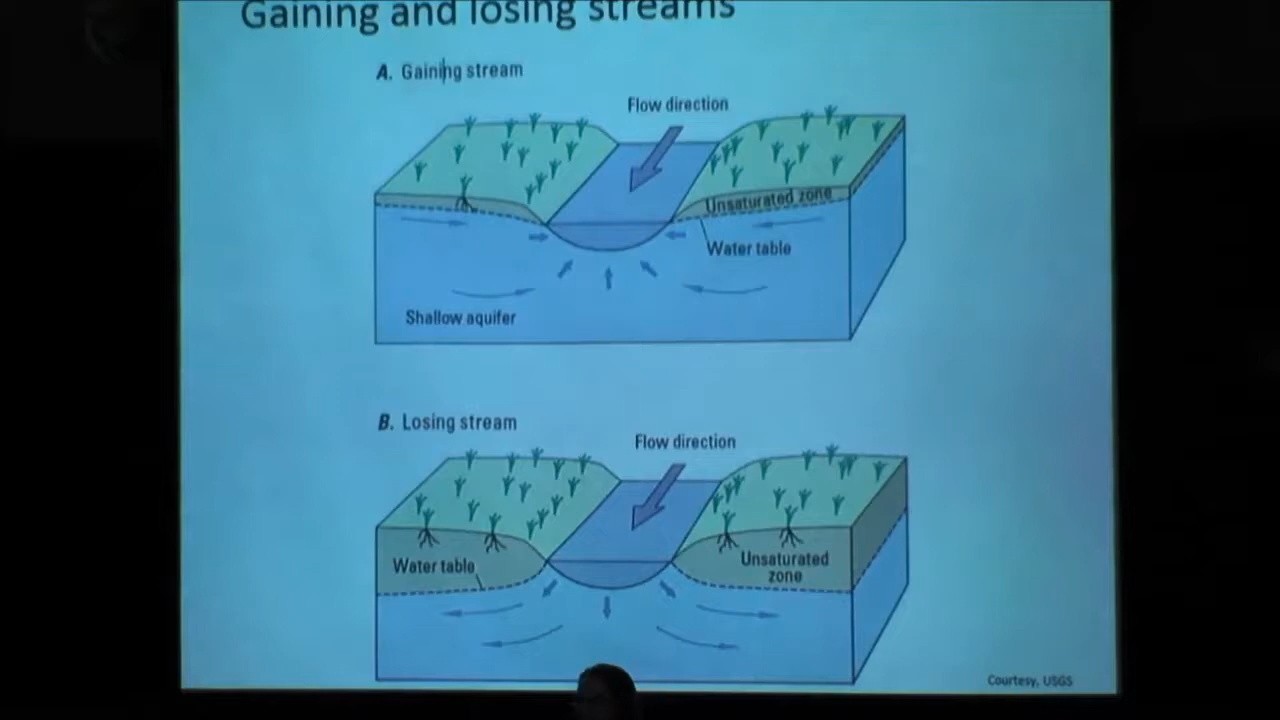 Gaining and losing streams
A. Gaining stream
Flow direction
Unsaturated zone
Water table
Shallow aquifer
B. Losing stream
Flow direction
Water table
Unsaturated
zone
Courtesy, USGS